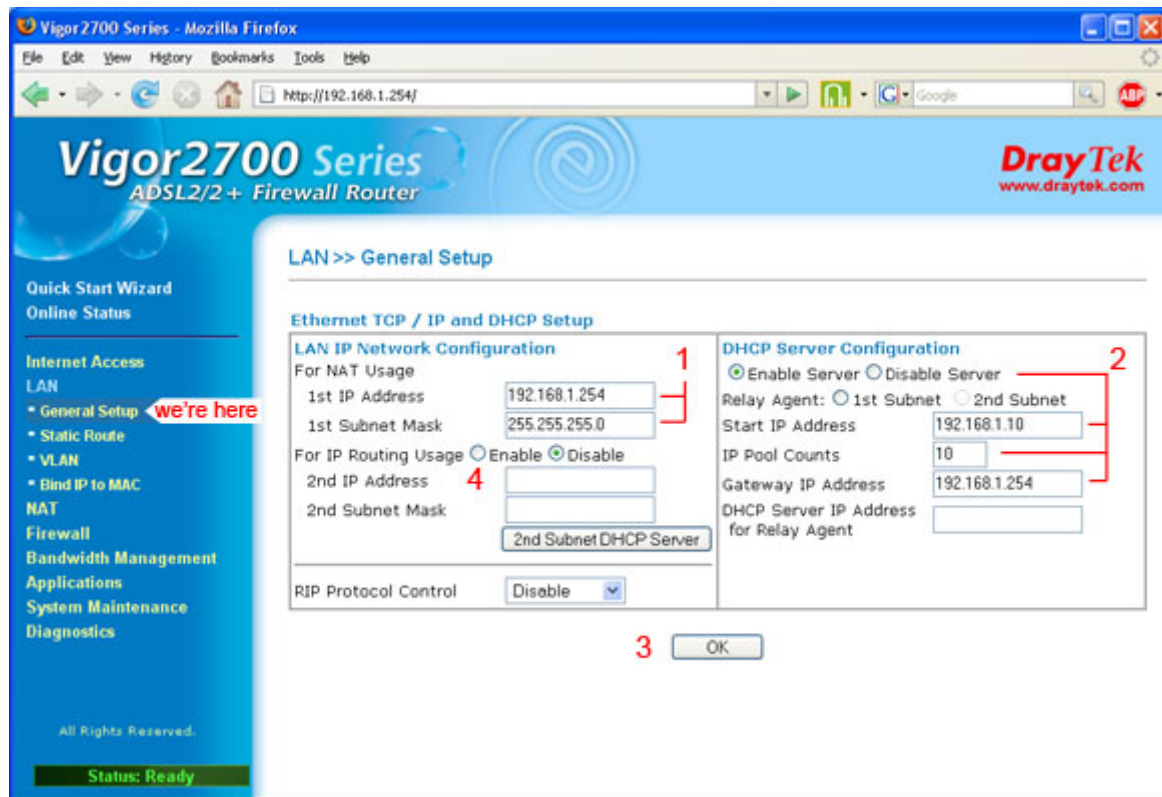 Vigor2700 Series - Mozilla Firefox
File Edit View History Bookmarks Tools Help
http://192.168.1.254/
G Google
ABP
Vigor2700 Series
ADSL2/2+ Firewall Router
DrayTek
www.draytek.com
Quick Start Wizard
Online Status
Internet Access
LAN
General Setup we're here
Static Route
VLAN
Bind IP to MAC
NAT
Firewall
Bandwidth Management
Applications
System Maintenance
Diagnostics
All Rights Reserved.
Status: Ready
LAN >> General Setup
Ethernet TCP / IP and DHCP Setup
LAN IP Network Configuration
For NAT Usage
1
1st IP Address 192.168.1.254
1st Subnet Mask 255.255.255.0
For IP Routing Usage Enable Disable
2nd IP Address 4
2nd Subnet Mask
2nd Subnet DHCP Server
RIP Protocol Control Disable
DHCP Server Configuration
2
Enable Server Disable Server
Relay Agent: 1st Subnet 2nd Subnet
Start IP Address 192.168.1.10
IP Pool Counts 10
Gateway IP Address 192.168.1.254
DHCP Server IP Address
for Relay Agent
3 OK